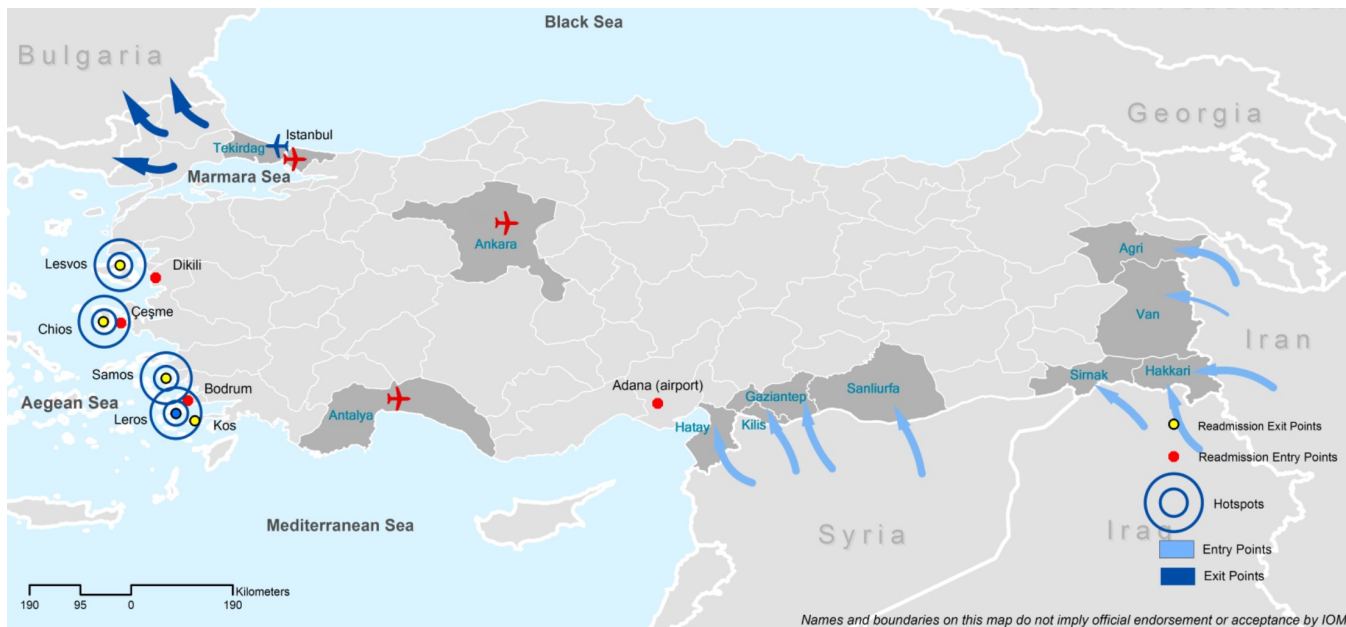 Black Sea
Bulgaria
Georgia
Istanbul
Tekirdag
Marmara Sea
Ankara
Agri
Lesvos
Dikili
Van
Iran
Çeşme
Chios
Samos
Bodrum
Sirnak
Hakkari
Aegean Sea
Adana (airport)
Gaziantep
Sanliurfa
Leros
Kos
Antalya
Hatay
Kilis
Readmission Exit Points
Readmission Entry Points
Mediterranean Sea
Hotspots
Syria
Iraq
Entry Points
Exit Points
Kilometers
190 95 0 190
Names and boundaries on this map do not imply official endorsement or acceptance by IOM